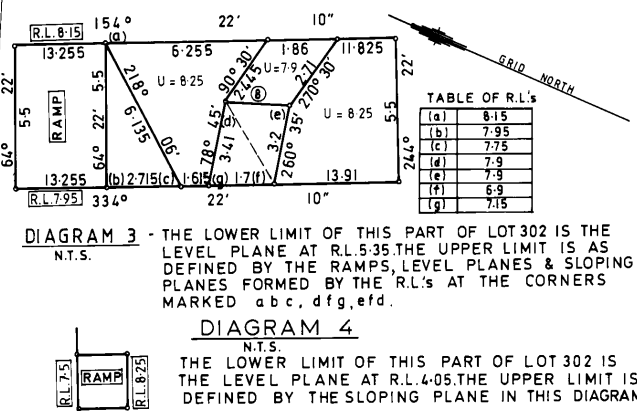 154° 22' 10"
R.L. 8·15 (a)
13·255 6·255 1·86 11·825
22' 5·5 RAMP 22' 5·5 218° 6·135 06' U = 8·25 90° 30' 2·445 U=7·9 2·71 270° 30' U = 8·25 22' 5·5
8
(d) (e)
64° 64° 78° 45' 3·41 3·2 260° 35' 244°
13·255 (b) 2·715 (c) 1·615 (g) 1·7 (f) 13·91
R.L. 7·95 334° 22' 10"
GRID NORTH
TABLE OF R.L.'s
(a) 8·15
(b) 7·95
(c) 7·75
(d) 7·9
(e) 7·9
(f) 6·9
(g) 7·15
DIAGRAM 3 - THE LOWER LIMIT OF THIS PART OF LOT 302 IS THE
N.T.S. LEVEL PLANE AT R.L. 5·35. THE UPPER LIMIT IS AS
DEFINED BY THE RAMPS, LEVEL PLANES & SLOPING
PLANES FORMED BY THE R.L.'s AT THE CORNERS
MARKED abc, dfg, efd.
DIAGRAM 4
N.T.S.
THE LOWER LIMIT OF THIS PART OF LOT 302 IS
THE LEVEL PLANE AT R.L. 4·05. THE UPPER LIMIT IS
DEFINED BY THE SLOPING PLANE IN THIS DIAGRAM
R.L. 7·5 RAMP R.L. 8·25